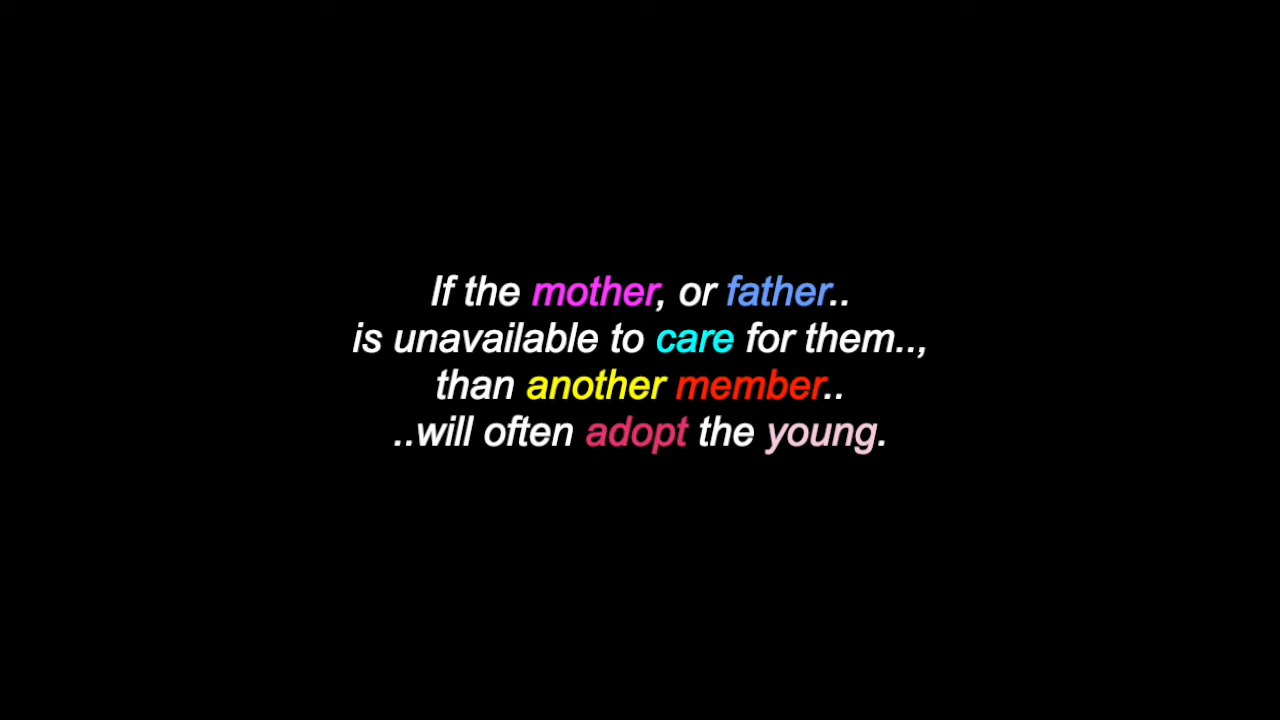 If the mother, or father..
is unavailable to care for them..,
than another member..
..will often adopt the young.